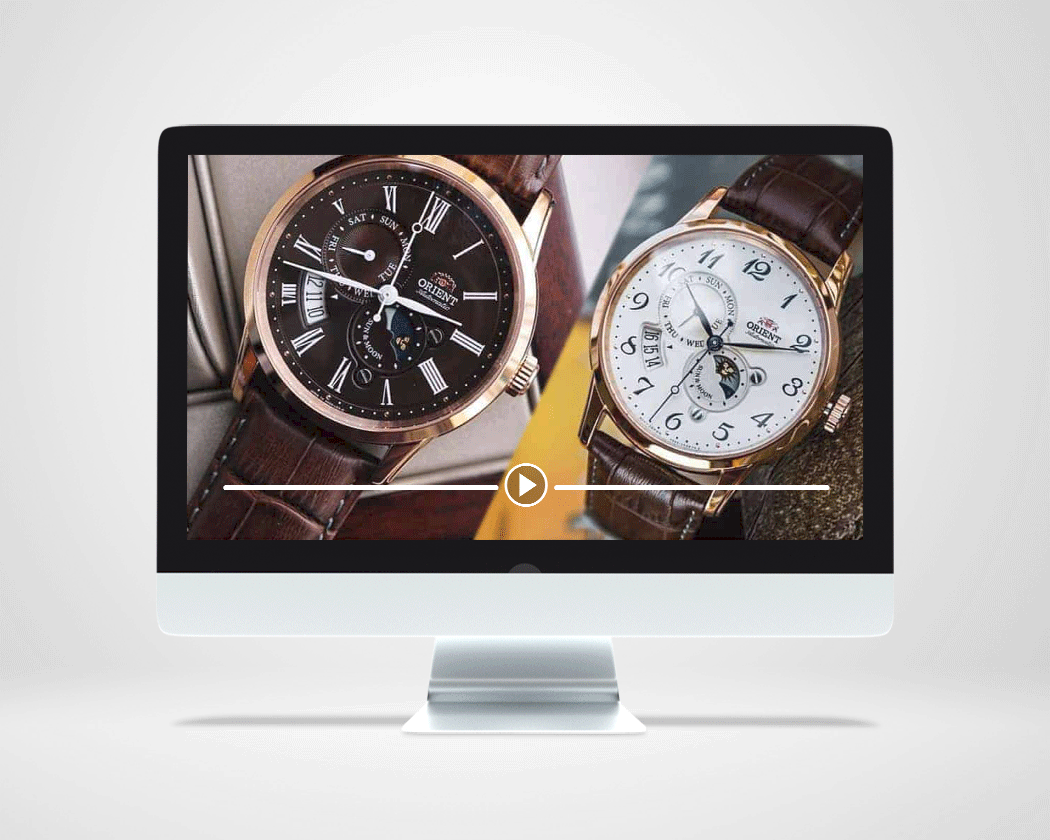 XII
SAT SUN MON TUE WED FRI
12 11 10
ORIENT
Automatic
SUN & MOON
12
1
2
3
4
5
6
7
8
9
10
11
SAT SUN MON TUE WED THU FRI
16 15 14
ORIENT
Automatic
SUN & MOON